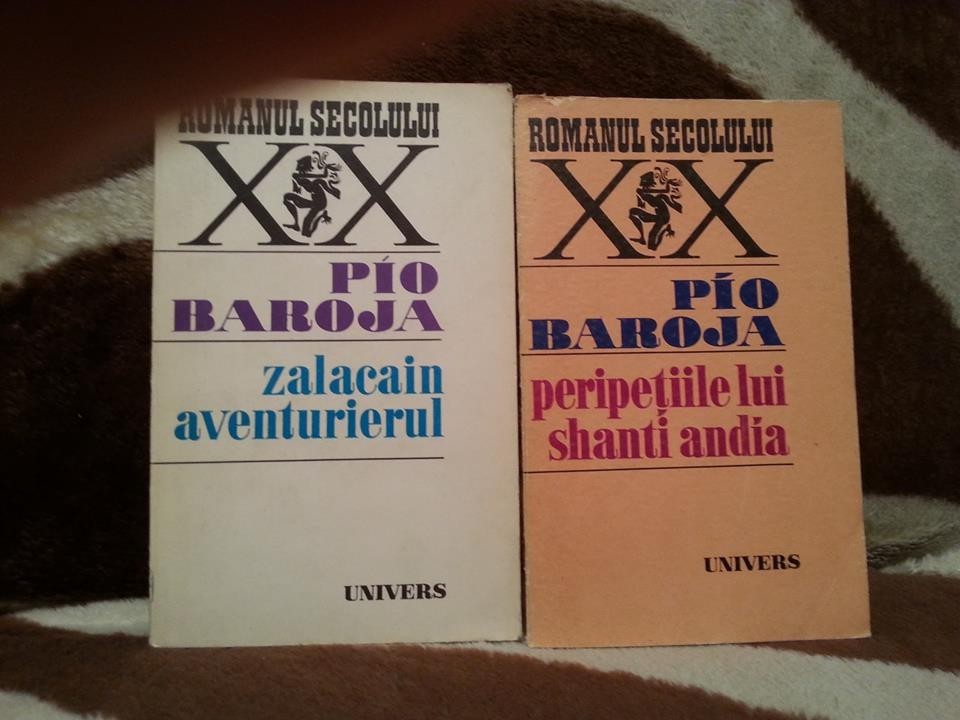 ROMANUL SECOLULUI
XX
PÍO
BAROJA
zalacain
aventurierul
UNIVERS
ROMANUL SECOLULUI
XX
PÍO
BAROJA
peripețiile lui
shanti andía
UNIVERS